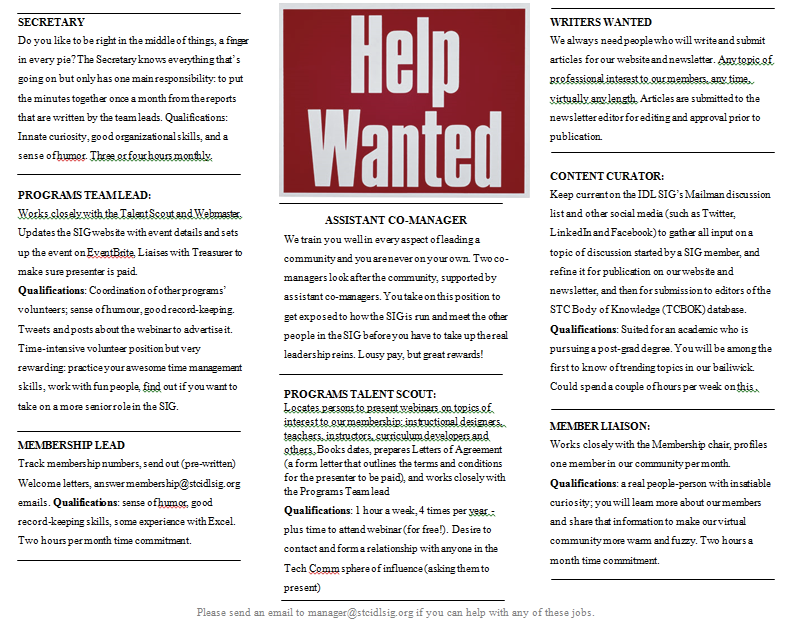 SECRETARY
Do you like to be right in the middle of things, a finger
in every pie? The Secretary knows everything that's
going on but only has one main responsibility: to put
the minutes together once a month from the reports
that are written by the team leads. Qualifications:
Innate curiosity, good organizational skills, and a
sense of humor. Three or four hours monthly.
PROGRAMS TEAM LEAD:
Works closely with the Talent Scout and Webmaster.
Updates the SIG website with event details and sets
up the event on EventBrite. Liaises with Treasurer to
make sure presenter is paid.
Qualifications: Coordination of other programs'
volunteers; sense of humour, good record-keeping.
Tweets and posts about the webinar to advertise it.
Time-intensive volunteer position but very
rewarding: practice your awesome time management
skills, work with fun people, find out if you want to
take on a more senior role in the SIG.
MEMBERSHIP LEAD
Track membership numbers, send out (pre-written)
Welcome letters, answer membership@stcidlsig.org
emails. Qualifications: sense of humor, good
record-keeping skills, some experience with Excel.
Two hours per month time commitment.
Help
Wanted
ASSISTANT CO-MANAGER
We train you well in every aspect of leading a
community and you are never on your own. Two co-
managers look after the community, supported by
assistant co-managers. You take on this position to
get exposed to how the SIG is run and meet the other
people in the SIG before you have to take up the real
leadership reins. Lousy pay, but great rewards!
PROGRAMS TALENT SCOUT:
Locates persons to present webinars on topics of
interest to our membership: instructional designers,
teachers, instructors, curriculum developers and
others. Books dates, prepares Letters of Agreement
(a form letter that outlines the terms and conditions
for the presenter to be paid), and works closely with
the Programs Team lead
Qualifications: 1 hour a week, 4 times per year -
plus time to attend webinar (for free!). Desire to
contact and form a relationship with anyone in the
Tech Comm sphere of influence (asking them to
present)
WRITERS WANTED
We always need people who will write and submit
articles for our website and newsletter. Any topic of
professional interest to our members, any time,
virtually any length. Articles are submitted to the
newsletter editor for editing and approval prior to
publication.
CONTENT CURATOR:
Keep current on the IDL SIG's Mailman discussion
list and other social media (such as Twitter,
LinkedIn and Facebook) to gather all input on a
topic of discussion started by a SIG member, and
refine it for publication on our website and
newsletter, and then for submission to editors of the
STC Body of Knowledge (TCBOK) database.
Qualifications: Suited for an academic who is
pursuing a post-grad degree. You will be among the
first to know of trending topics in our bailiwick.
Could spend a couple of hours per week on this.
MEMBER LIAISON:
Works closely with the Membership chair, profiles
one member in our community per month.
Qualifications: a real people-person with insatiable
curiosity; you will learn more about our members
and share that information to make our virtual
community more warm and fuzzy. Two hours a
month time commitment.
Please send an email to manager@stcidlsig.org if you can help with any of these jobs.